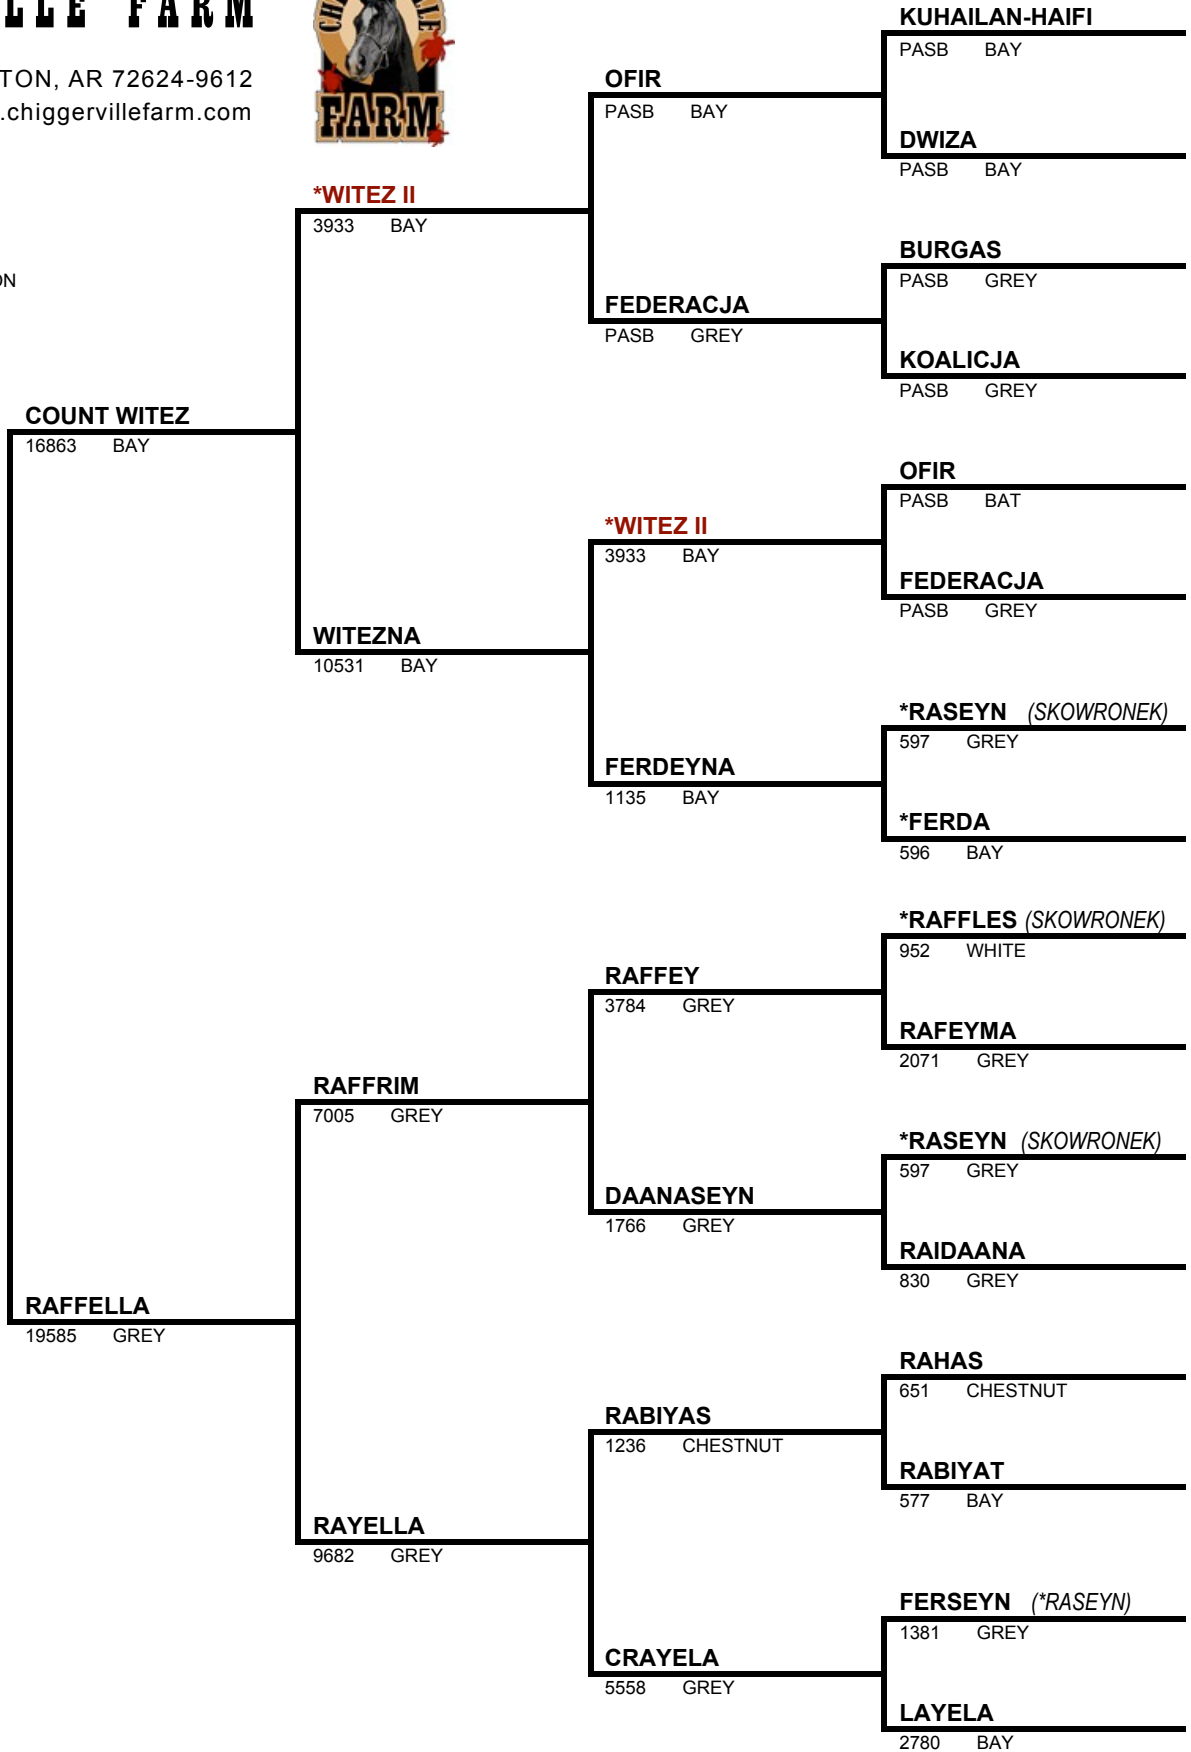 LLE FARM
TON, AR 72624-9612
.chiggervillefarm.com
FARM
ON
COUNT WITEZ
16863 BAY
RAFFELLA
19585 GREY
*WITEZ II
3933 BAY
WITEZNA
10531 BAY
RAFFRIM
7005 GREY
RAYELLA
9682 GREY
OFIR
PASB BAY
FEDERACJA
PASB GREY
*WITEZ II
3933 BAY
FERDEYNA
1135 BAY
RAFFEY
3784 GREY
DAANASEYN
1766 GREY
RABIYAS
1236 CHESTNUT
CRAYELA
5558 GREY
KUHAILAN-HAIFI
PASB BAY
DWIZA
PASB BAY
BURGAS
PASB GREY
KOALICJA
PASB GREY
OFIR
PASB BAT
FEDERACJA
PASB GREY
*RASEYN (SKOWRONEK)
597 GREY
*FERDA
596 BAY
*RAFFLES (SKOWRONEK)
952 WHITE
RAFEYMA
2071 GREY
*RASEYN (SKOWRONEK)
597 GREY
RAIDAANA
830 GREY
RAHAS
651 CHESTNUT
RABIYAT
577 BAY
FERSEYN (*RASEYN)
1381 GREY
LAYELA
2780 BAY